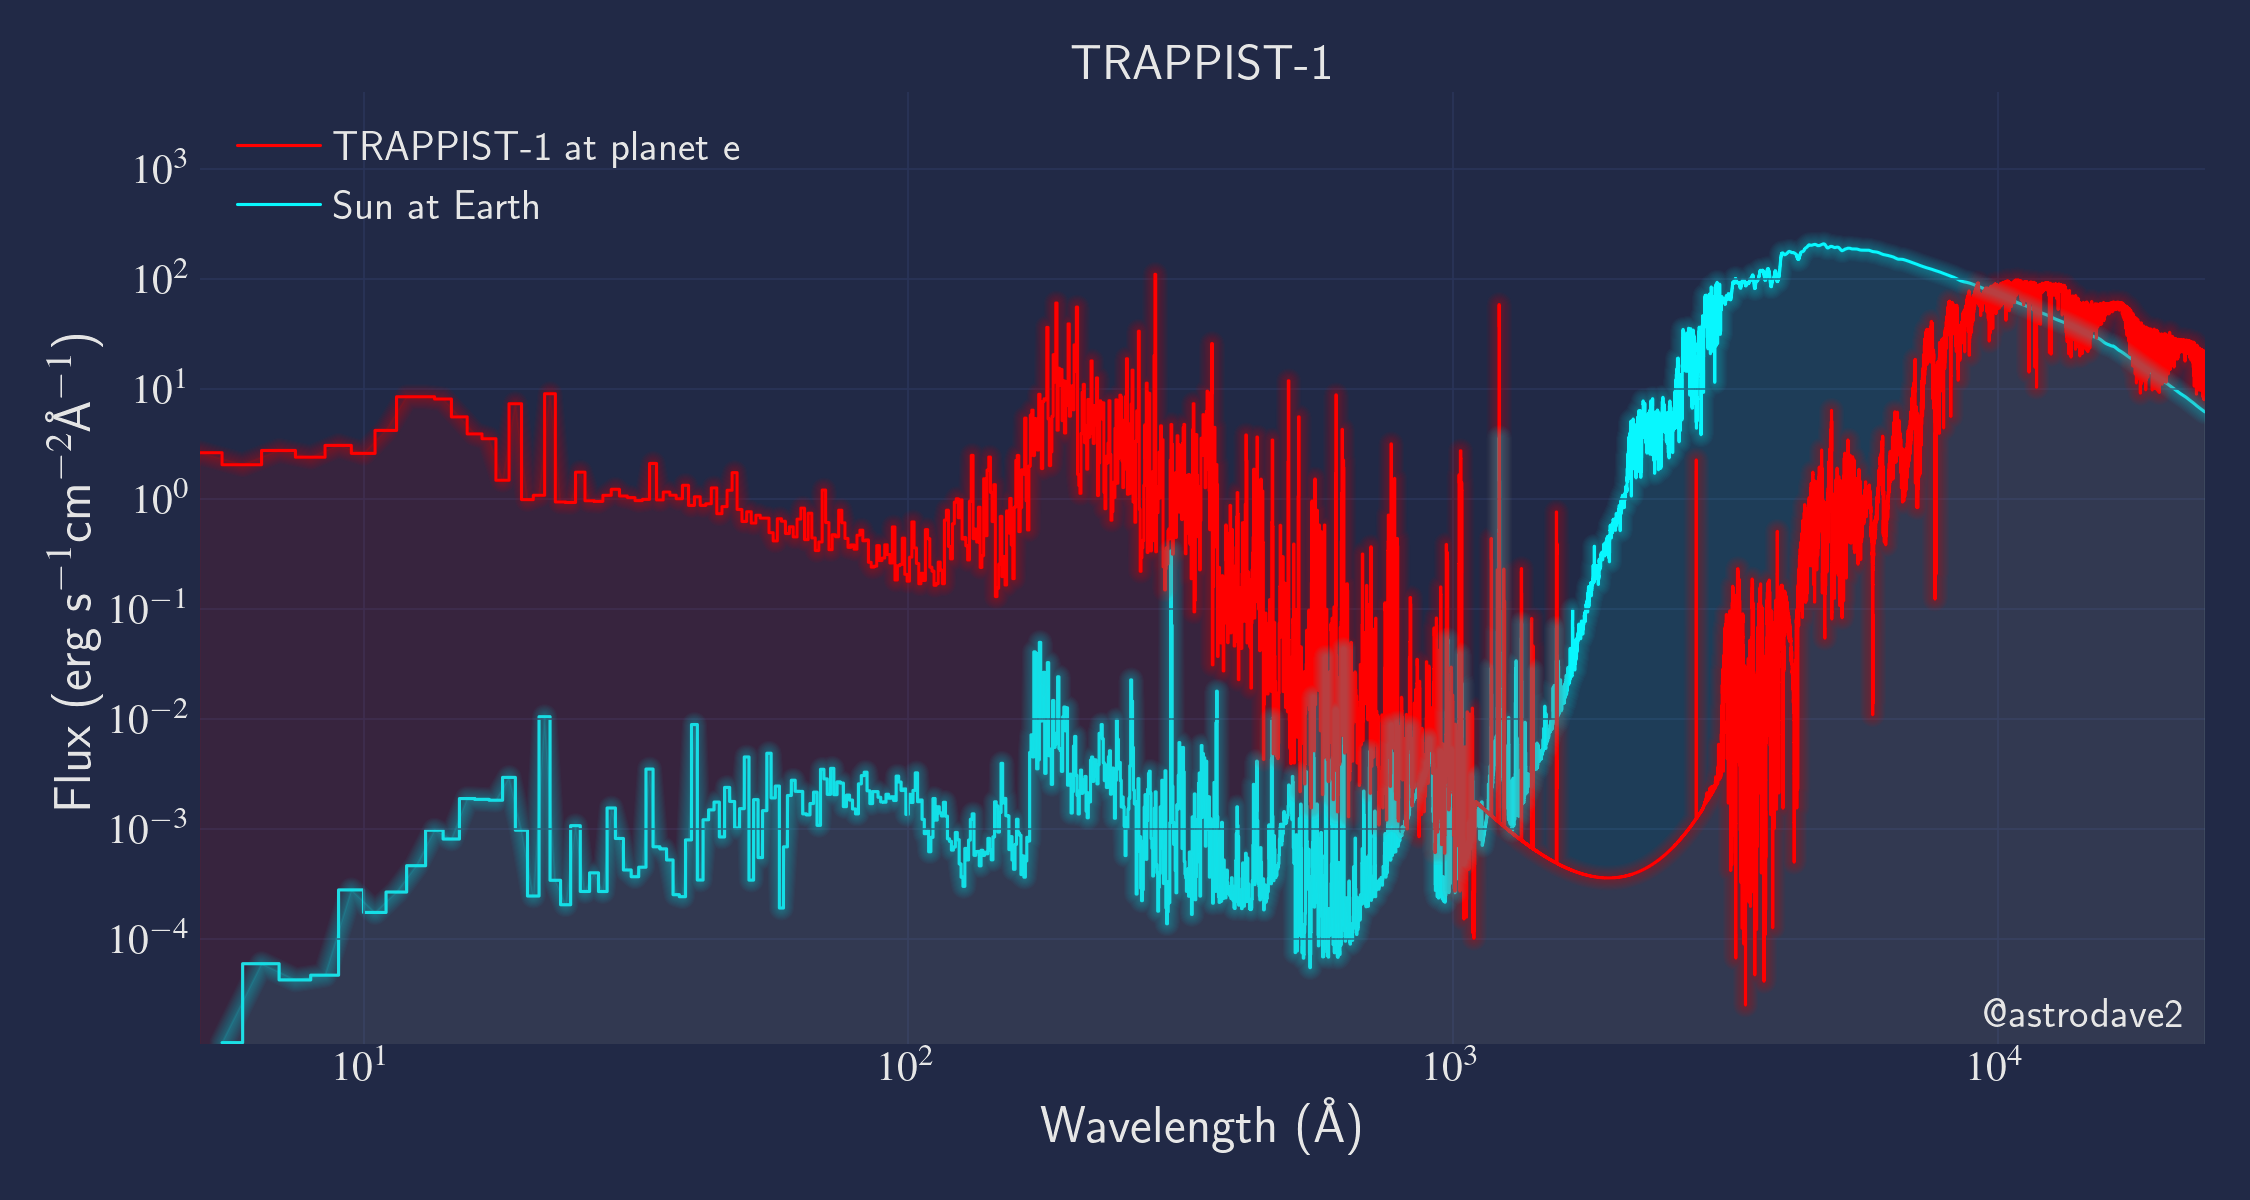 TRAPPIST-1
TRAPPIST-1 at planet e
Sun at Earth
10³
10²
10¹
10⁰
10⁻¹
10⁻²
10⁻³
10⁻⁴
Flux (erg s⁻¹cm⁻²Å⁻¹)
@astrodave2
10¹ 10² 10³ 10⁴
Wavelength (Å)